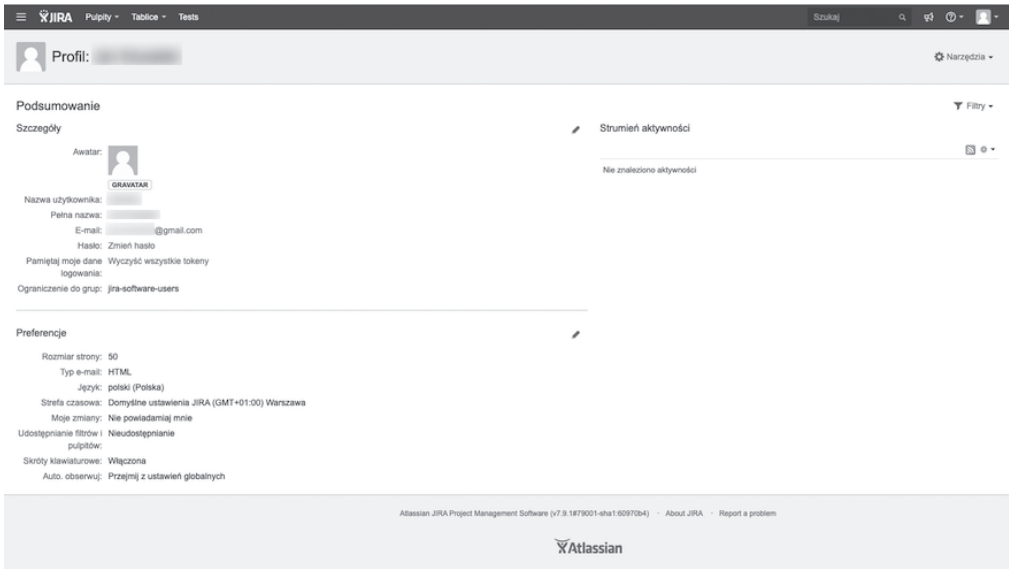 JIRA Pulpity Tablice Tests Szukaj
Profil:
Narzędzia
Podsumowanie
Filtry
Szczegóły
Awatar:
GRAVATAR
Nazwa użytkownika:
Pełna nazwa:
E-mail: @gmail.com
Hasło: Zmień hasło
Pamiętaj moje dane Wyczyść wszystkie tokeny
logowania:
Ograniczenie do grup: jira-software-users
Strumień aktywności
Nie znaleziono aktywności
Preferencje
Rozmiar strony: 50
Typ e-mail: HTML
Język: polski (Polska)
Strefa czasowa: Domyślne ustawienia JIRA (GMT+01:00) Warszawa
Moje zmiany: Nie powiadamiaj mnie
Udostępnianie filtrów i Nieudostępnianie
pulpitów:
Skróty klawiaturowe: Włączona
Auto. obserwuj: Przejmij z ustawień globalnych
Atlassian JIRA Project Management Software (v7.9.1#79001-sha1:60970b4) · About JIRA · Report a problem
Atlassian